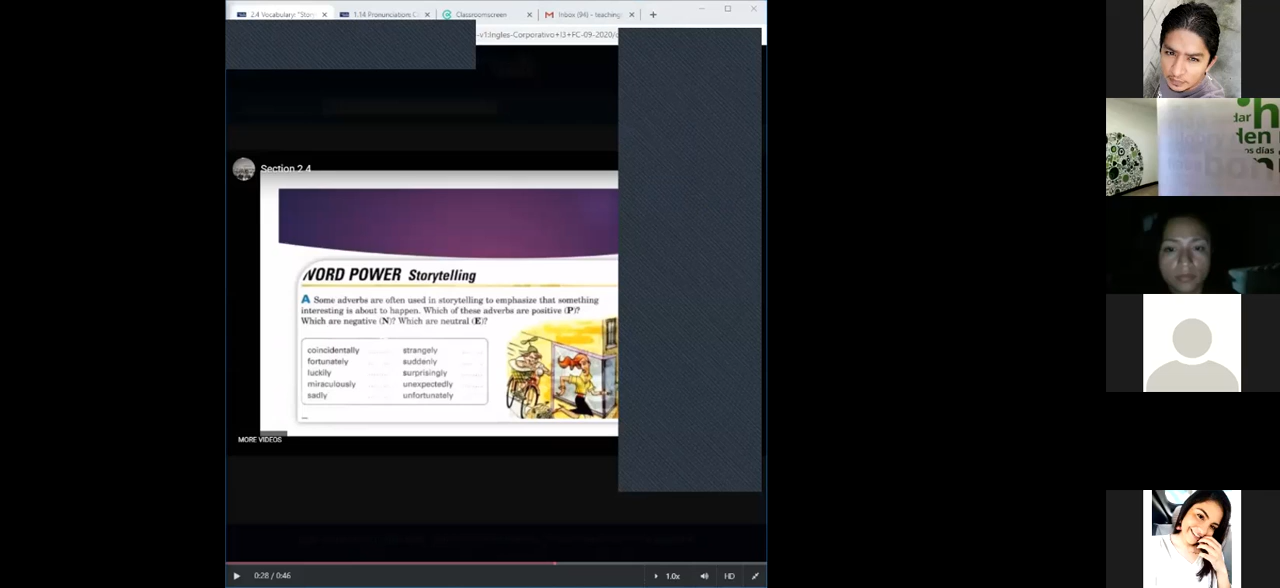 2.4 Vocabulary: "Story
1.14 Pronunciation: C
Classroomscreen
Inbox (94) - teaching
-v1:Ingles-Corporativo+I3+FC-09-2020/
Section 2.4
WORD POWER Storytelling
A Some adverbs are often used in storytelling to emphasize that something
interesting is about to happen. Which of these adverbs are positive (P)?
Which are negative (N)? Which are neutral (E)?
coincidentally strangely
fortunately suddenly
luckily surprisingly
miraculously unexpectedly
sadly unfortunately
MORE VIDEOS
0:28 / 0:46
1.0x
HD
dar
den
os días